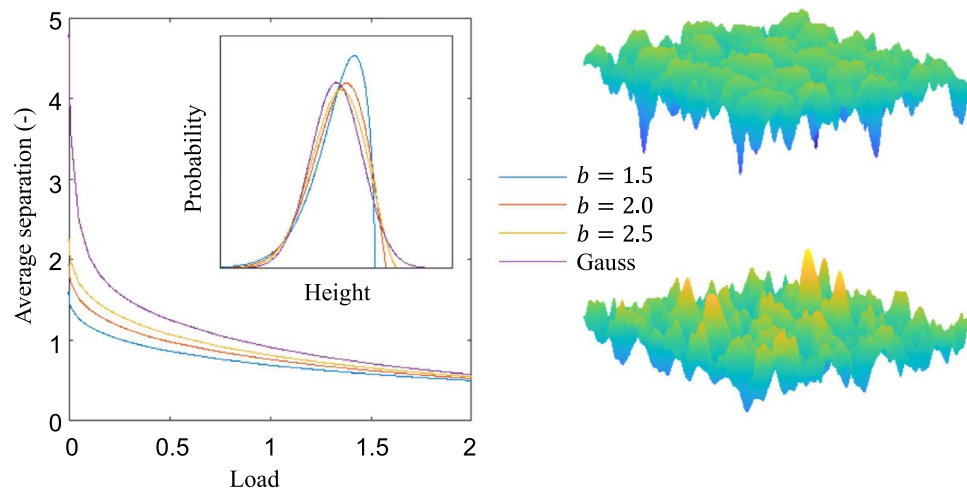 5
4
3
2
1
0
Average separation (-)
0
0.5
1
1.5
2
Load
Probability
Height
b = 1.5
b = 2.0
b = 2.5
Gauss